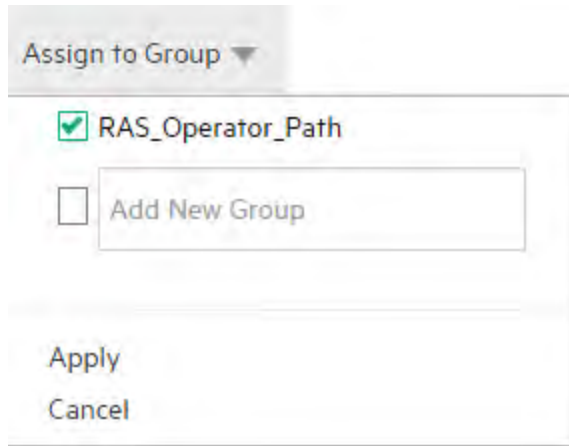 Assign to Group
RAS_Operator_Path
Add New Group
Apply
Cancel